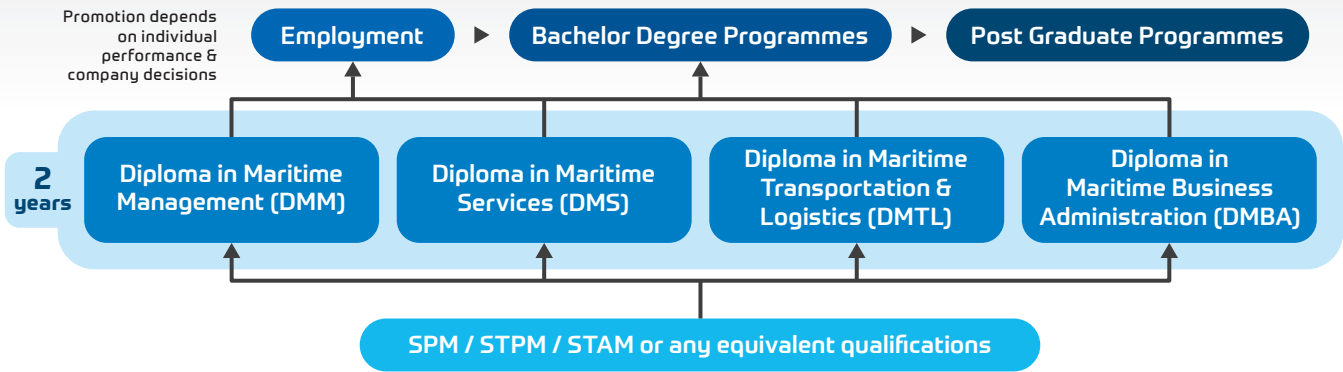 Promotion depends
on individual
performance &
company decisions
Employment
Bachelor Degree Programmes
Post Graduate Programmes
2
years
Diploma in Maritime
Management (DMM)
Diploma in Maritime
Services (DMS)
Diploma in Maritime
Transportation &
Logistics (DMTL)
Diploma in
Maritime Business
Administration (DMBA)
SPM / STPM / STAM or any equivalent qualifications